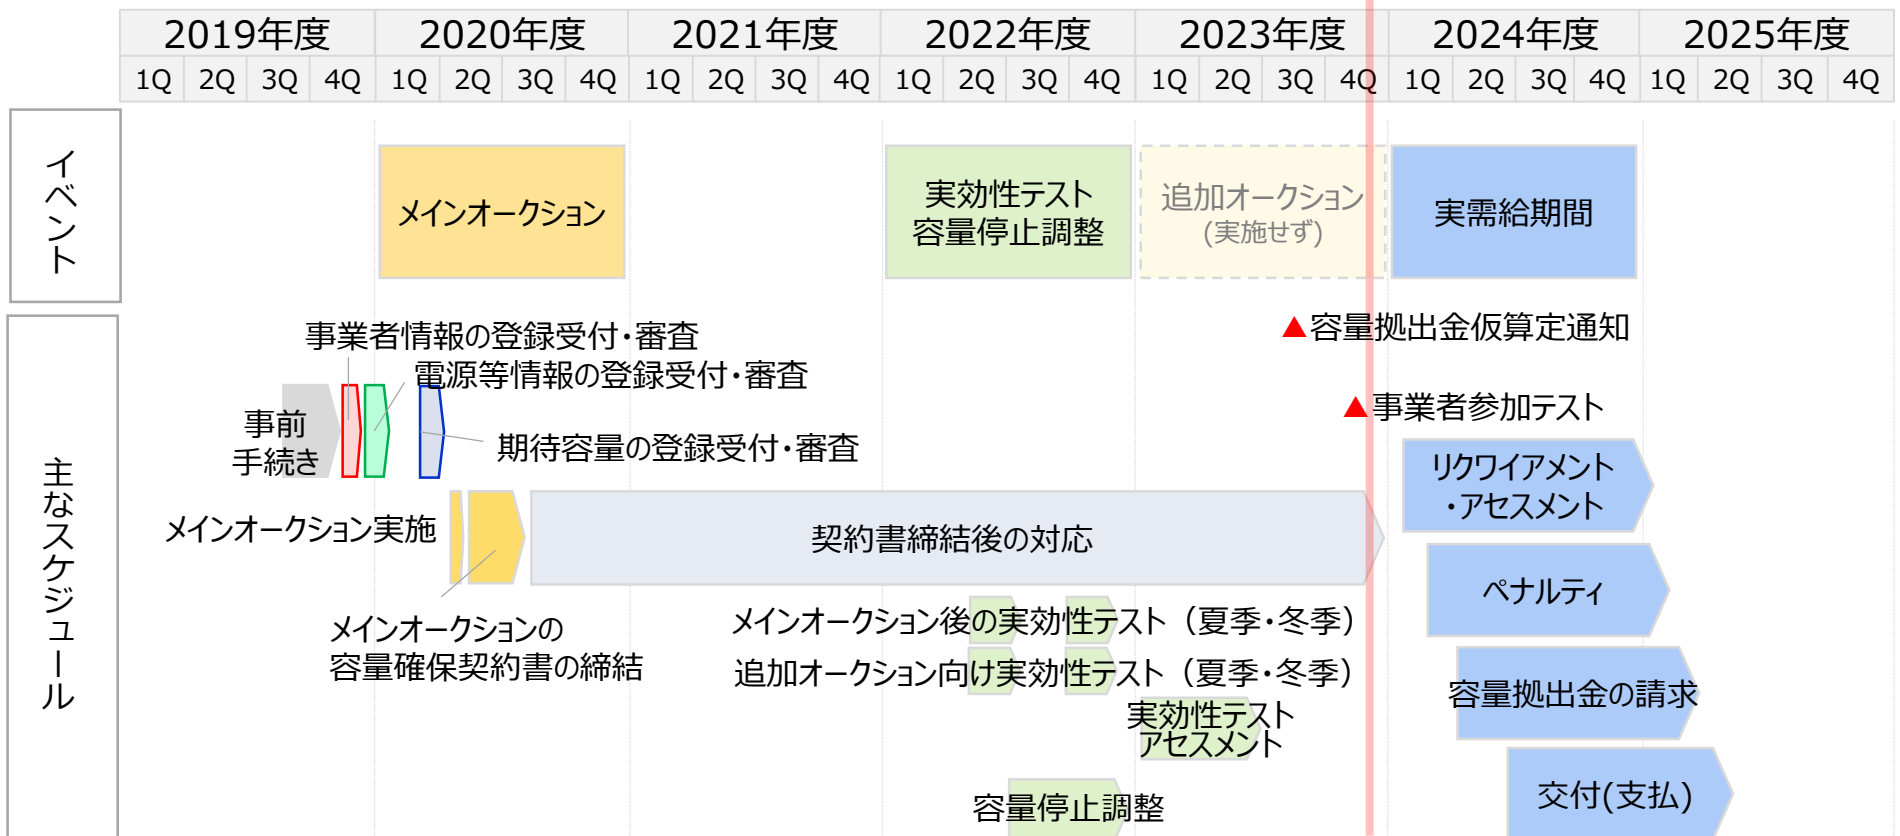 2019年度 2020年度 2021年度 2022年度 2023年度 2024年度 2025年度
1Q 2Q 3Q 4Q 1Q 2Q 3Q 4Q 1Q 2Q 3Q 4Q 1Q 2Q 3Q 4Q 1Q 2Q 3Q 4Q 1Q 2Q 3Q 4Q 1Q 2Q 3Q 4Q
イベント
メインオークション
実効性テスト
容量停止調整
追加オークション
(実施せず)
実需給期間
主なスケジュール
▲容量拠出金仮算定通知
事業者情報の登録受付・審査
電源等情報の登録受付・審査
▲事業者参加テスト
事前
手続き
期待容量の登録受付・審査
リクワイアメント
・アセスメント
メインオークション実施
契約書締結後の対応
ペナルティ
メインオークションの
容量確保契約書の締結
メインオークション後の実効性テスト（夏季・冬季）
追加オークション向け実効性テスト（夏季・冬季）
容量拠出金の請求
実効性テスト
アセスメント
交付(支払)
容量停止調整